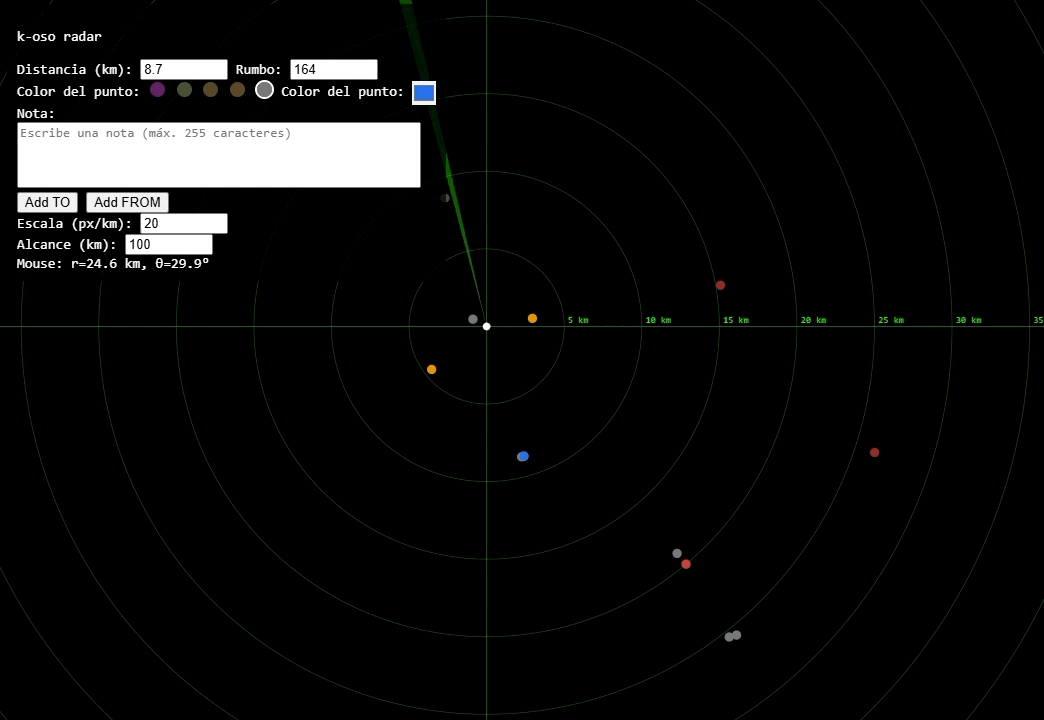 k-oso radar
Distancia (km): 8.7 Rumbo: 164
Color del punto: Color del punto:
Nota:
Escribe una nota (máx. 255 caracteres)
Add TO Add FROM
Escala (px/km): 20
Alcance (km): 100
Mouse: r=24.6 km, θ=29.9°
5 km 10 km 15 km 20 km 25 km 30 km 35